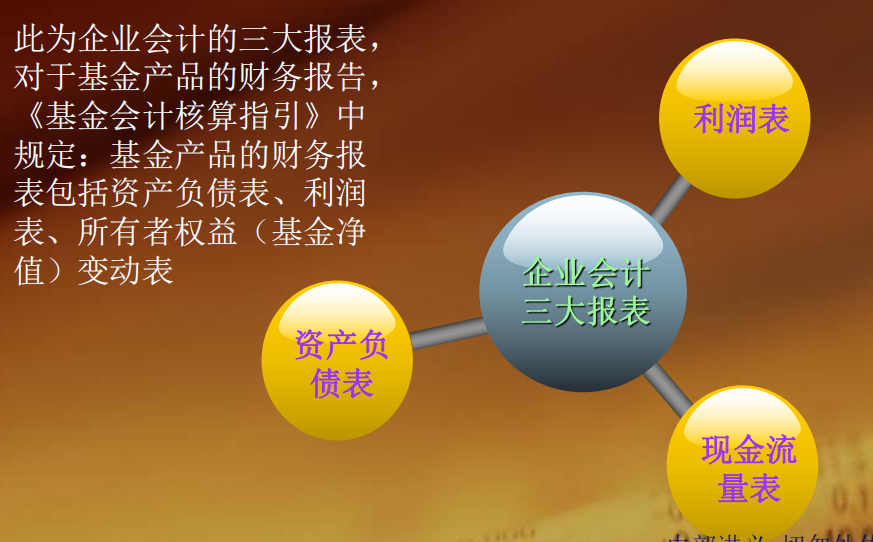 此为企业会计的三大报表，
对于基金产品的财务报告，
《基金会计核算指引》中
规定：基金产品的财务报
表包括资产负债表、利润
表、所有者权益（基金净
值）变动表
利润表
企业会计
三大报表
资产负
债表
现金流
量表